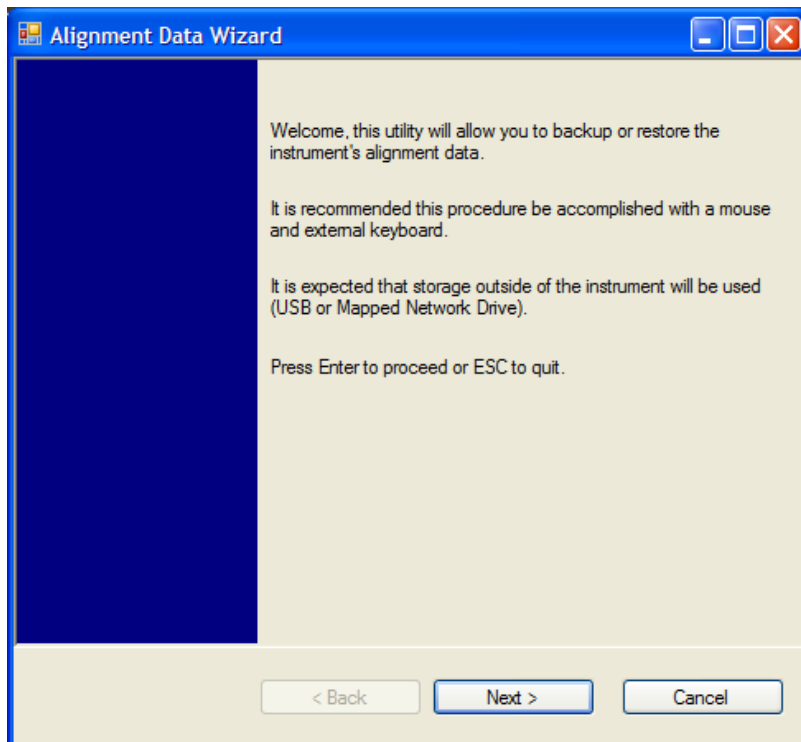 Alignment Data Wizard
Welcome, this utility will allow you to backup or restore the
instrument's alignment data.
It is recommended this procedure be accomplished with a mouse
and external keyboard.
It is expected that storage outside of the instrument will be used
(USB or Mapped Network Drive).
Press Enter to proceed or ESC to quit.
< Back
Next >
Cancel